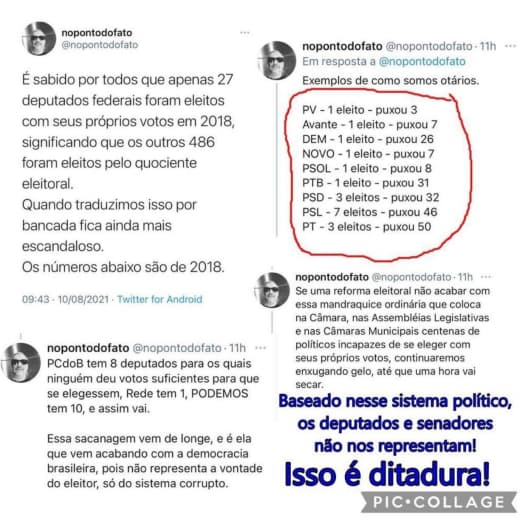 nopontodofato
@nopontodofato
É sabido por todos que apenas 27
deputados federais foram eleitos
com seus próprios votos em 2018,
significando que os outros 486
foram eleitos pelo quociente
eleitoral.
Quando traduzimos isso por
bancada fica ainda mais
escandaloso.
Os números abaixo são de 2018.
09:43 · 10/08/2021 · Twitter for Android
nopontodofato @nopontodofato · 11h
Em resposta a @nopontodofato
Exemplos de como somos otários.
PV - 1 eleito - puxou 3
Avante - 1 eleito - puxou 7
DEM - 1 eleito - puxou 26
NOVO - 1 eleito - puxou 7
PSOL - 1 eleito - puxou 8
PTB - 1 eleito - puxou 31
PSD - 3 eleitos - puxou 32
PSL - 7 eleitos - puxou 46
PT - 3 eleitos - puxou 50
nopontodofato @nopontodofato · 11h
PCdoB tem 8 deputados para os quais
ninguém deu votos suficientes para que
se elegessem, Rede tem 1, PODEMOS
tem 10, e assim vai.
Essa sacanagem vem de longe, e é ela
que vem acabando com a democracia
brasileira, pois não representa a vontade
do eleitor, só do sistema corrupto.
nopontodofato @nopontodofato · 11h
Se uma reforma eleitoral não acabar com
essa mandraquice ordinária que coloca
na Câmara, nas Assembléias Legislativas
e nas Câmaras Municipais centenas de
políticos incapazes de se eleger com
seus próprios votos, continuaremos
enxugando gelo, até que uma hora vai
secar.
Baseado nesse sistema político,
os deputados e senadores
não nos representam!
Isso é ditadura!
PIC•COLLAGE